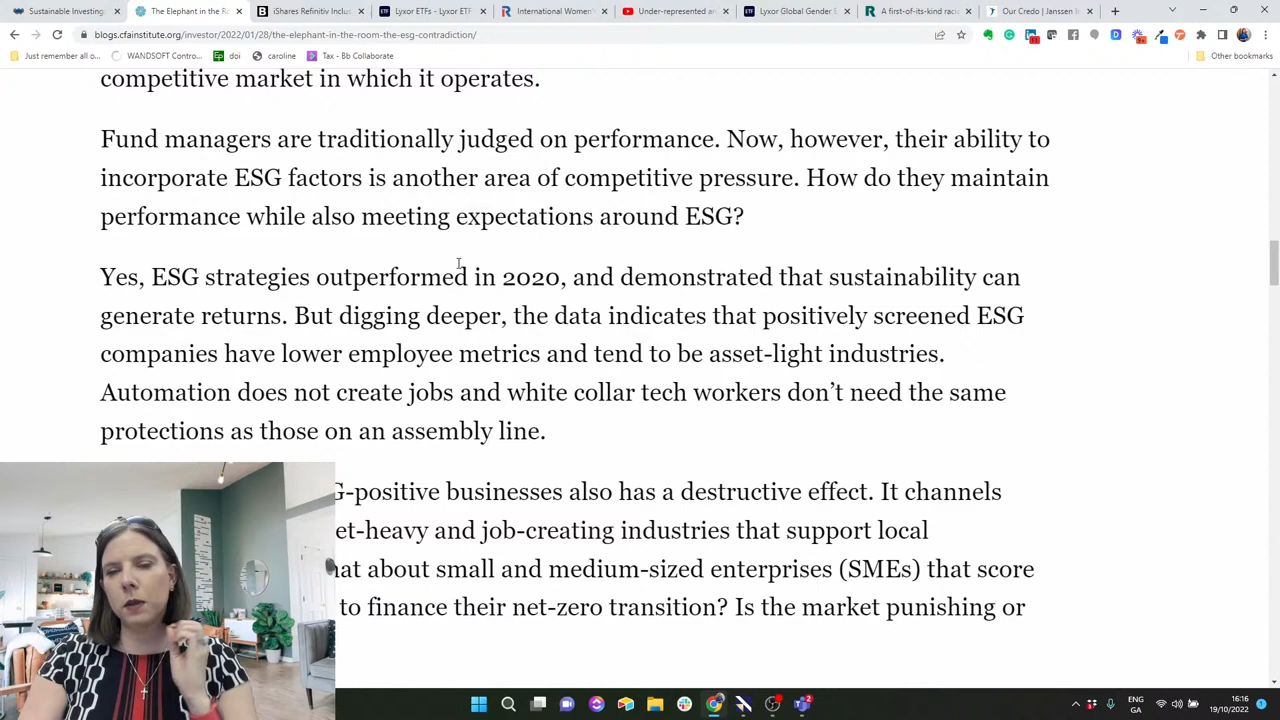 Sustainable Investing
The Elephant in the Ro
iShares Refinitiv Inclus
Lyxor ETFs - Lyxor ETF
International Women'
Under-represented an
Lyxor Global Gender E
A first-of-its-kind racia
Our Credo | Janssen I
blogs.cfainstitute.org/investor/2022/01/28/the-elephant-in-the-room-the-esg-contradiction/
Just remember all o...
WANDSOFT Consult...
doi
caroline
Tax - Bb Collaborate
Other bookmarks
competitive market in which it operates.
Fund managers are traditionally judged on performance. Now, however, their ability to
incorporate ESG factors is another area of competitive pressure. How do they maintain
performance while also meeting expectations around ESG?
Yes, ESG strategies outperformed in 2020, and demonstrated that sustainability can
generate returns. But digging deeper, the data indicates that positively screened ESG
companies have lower employee metrics and tend to be asset-light industries.
Automation does not create jobs and white collar tech workers don't need the same
protections as those on an assembly line.
G-positive businesses also has a destructive effect. It channels
et-heavy and job-creating industries that support local
hat about small and medium-sized enterprises (SMEs) that score
to finance their net-zero transition? Is the market punishing or
ENG
GA
16:16
19/10/2022